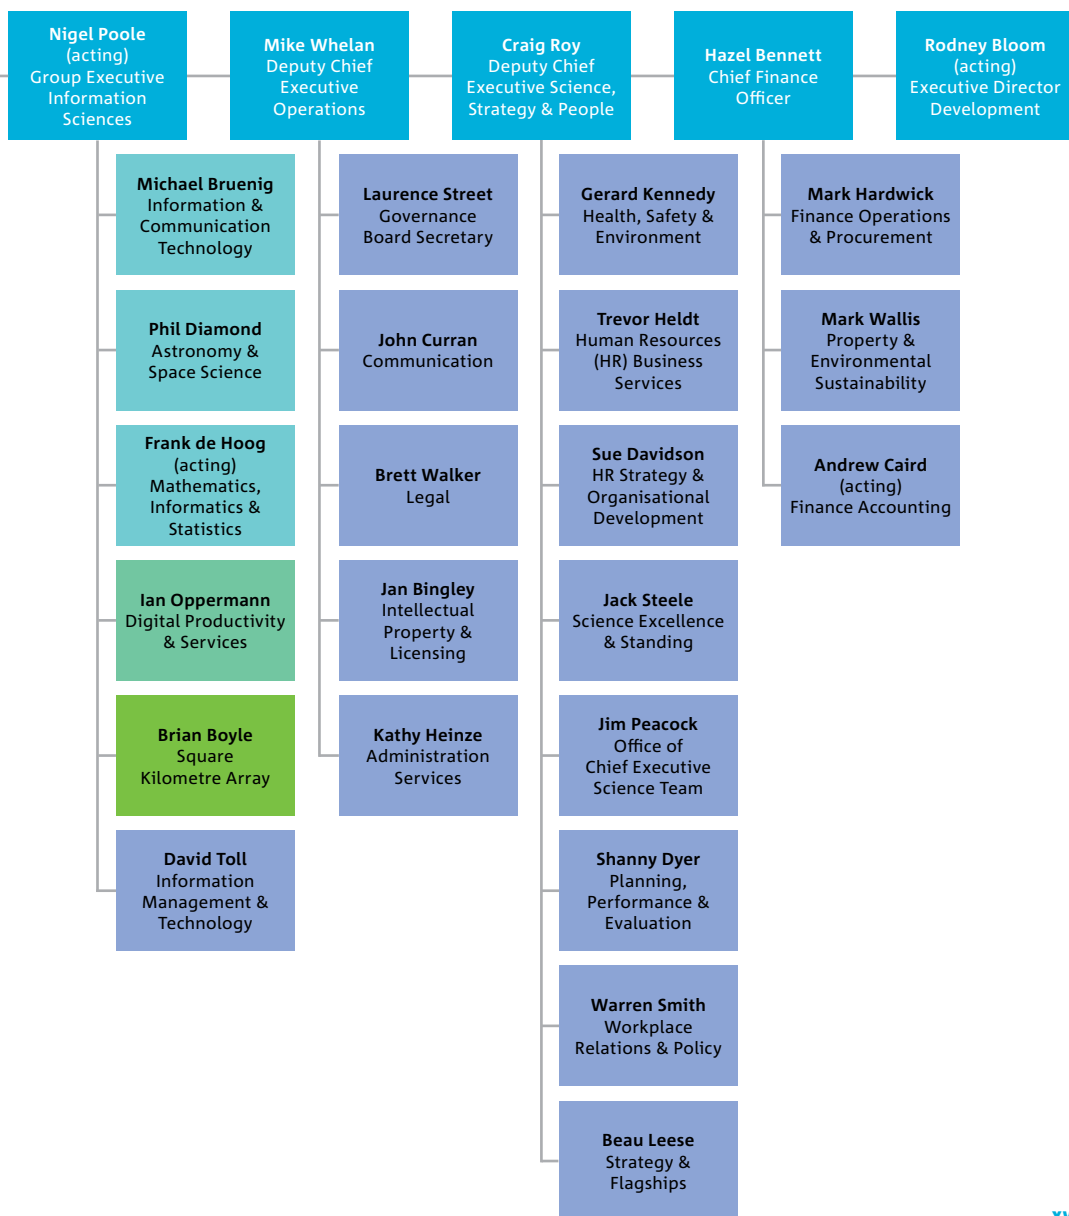 Nigel Poole
(acting)
Group Executive
Information
Sciences
Mike Whelan
Deputy Chief
Executive
Operations
Craig Roy
Deputy Chief
Executive Science,
Strategy & People
Hazel Bennett
Chief Finance
Officer
Rodney Bloom
(acting)
Executive Director
Development
Michael Bruenig
Information &
Communication
Technology
Phil Diamond
Astronomy &
Space Science
Frank de Hoog
(acting)
Mathematics,
Informatics &
Statistics
Ian Oppermann
Digital Productivity
& Services
Brian Boyle
Square
Kilometre Array
David Toll
Information
Management &
Technology
Laurence Street
Governance
Board Secretary
John Curran
Communication
Brett Walker
Legal
Jan Bingley
Intellectual
Property &
Licensing
Kathy Heinze
Administration
Services
Gerard Kennedy
Health, Safety &
Environment
Trevor Heldt
Human Resources
(HR) Business
Services
Sue Davidson
HR Strategy &
Organisational
Development
Jack Steele
Science Excellence
& Standing
Jim Peacock
Office of
Chief Executive
Science Team
Shanny Dyer
Planning,
Performance &
Evaluation
Warren Smith
Workplace
Relations & Policy
Beau Leese
Strategy &
Flagships
Mark Hardwick
Finance Operations
& Procurement
Mark Wallis
Property &
Environmental
Sustainability
Andrew Caird
(acting)
Finance Accounting